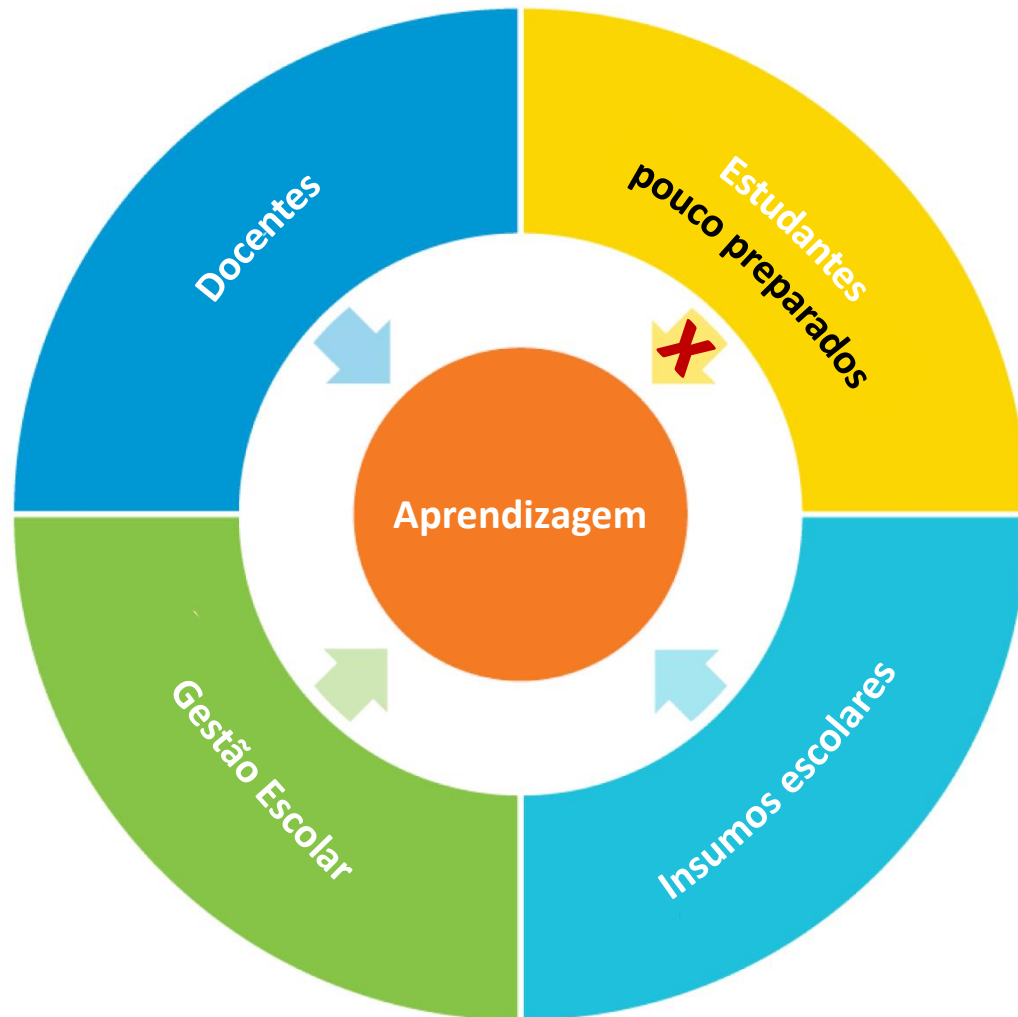 Docentes
Estudantes
pouco preparados
X
Aprendizagem
Gestão Escolar
Insumos escolares